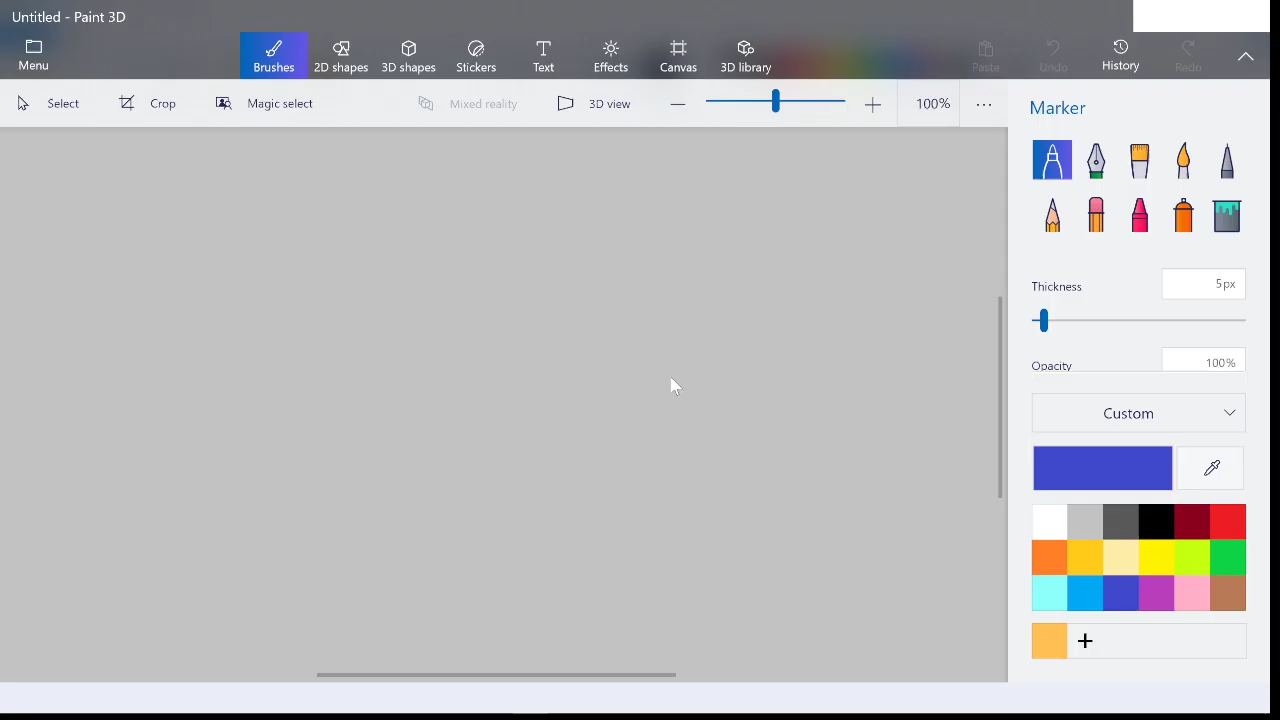 Untitled - Paint 3D
Menu
Brushes
2D shapes
3D shapes
Stickers
Text
Effects
Canvas
3D library
Paste
Undo
History
Redo
Select
Crop
Magic select
Mixed reality
3D view
100%
Marker
Thickness
5px
Opacity
100%
Custom